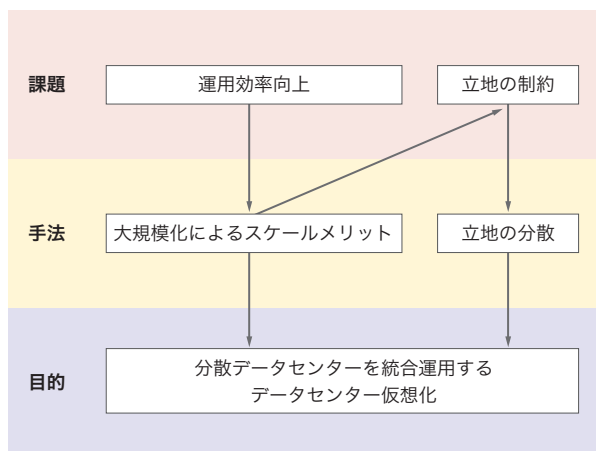 課題
運用効率向上
立地の制約
手法
大規模化によるスケールメリット
立地の分散
目的
分散データセンターを統合運用する
データセンター仮想化